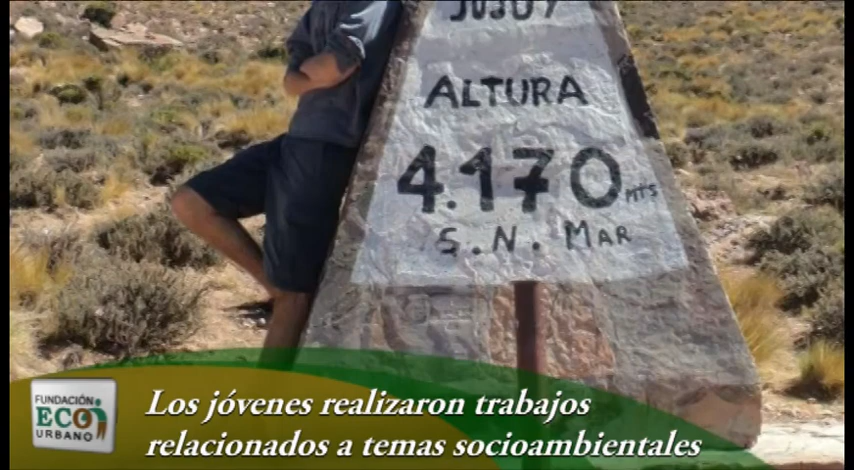 JUJUY
ALTURA
4.170 MTS
S.N. MAR
FUNDACIÓN
ECO
URBANO
Los jóvenes realizaron trabajos
relacionados a temas socioambientales